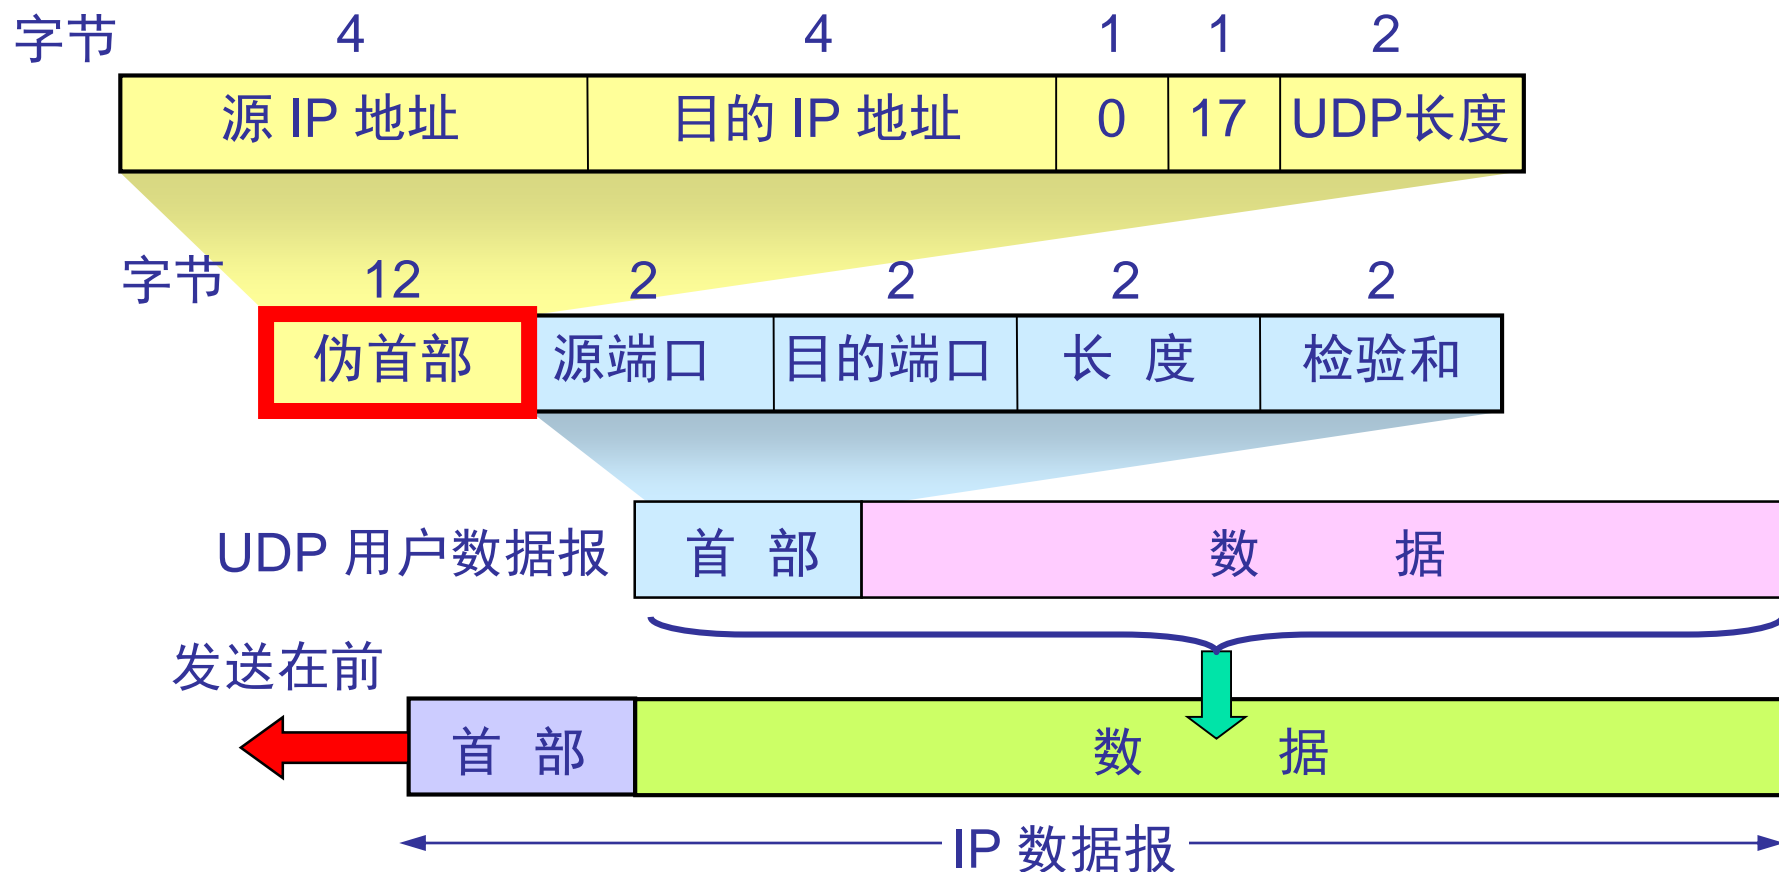 字节 4 4 1 1 2
源 IP 地址 目的 IP 地址 0 17 UDP长度
字节 12 2 2 2 2
伪首部 源端口 目的端口 长 度 检验和
UDP 用户数据报 首 部 数 据
发送在前
首 部 数 据
IP 数据报